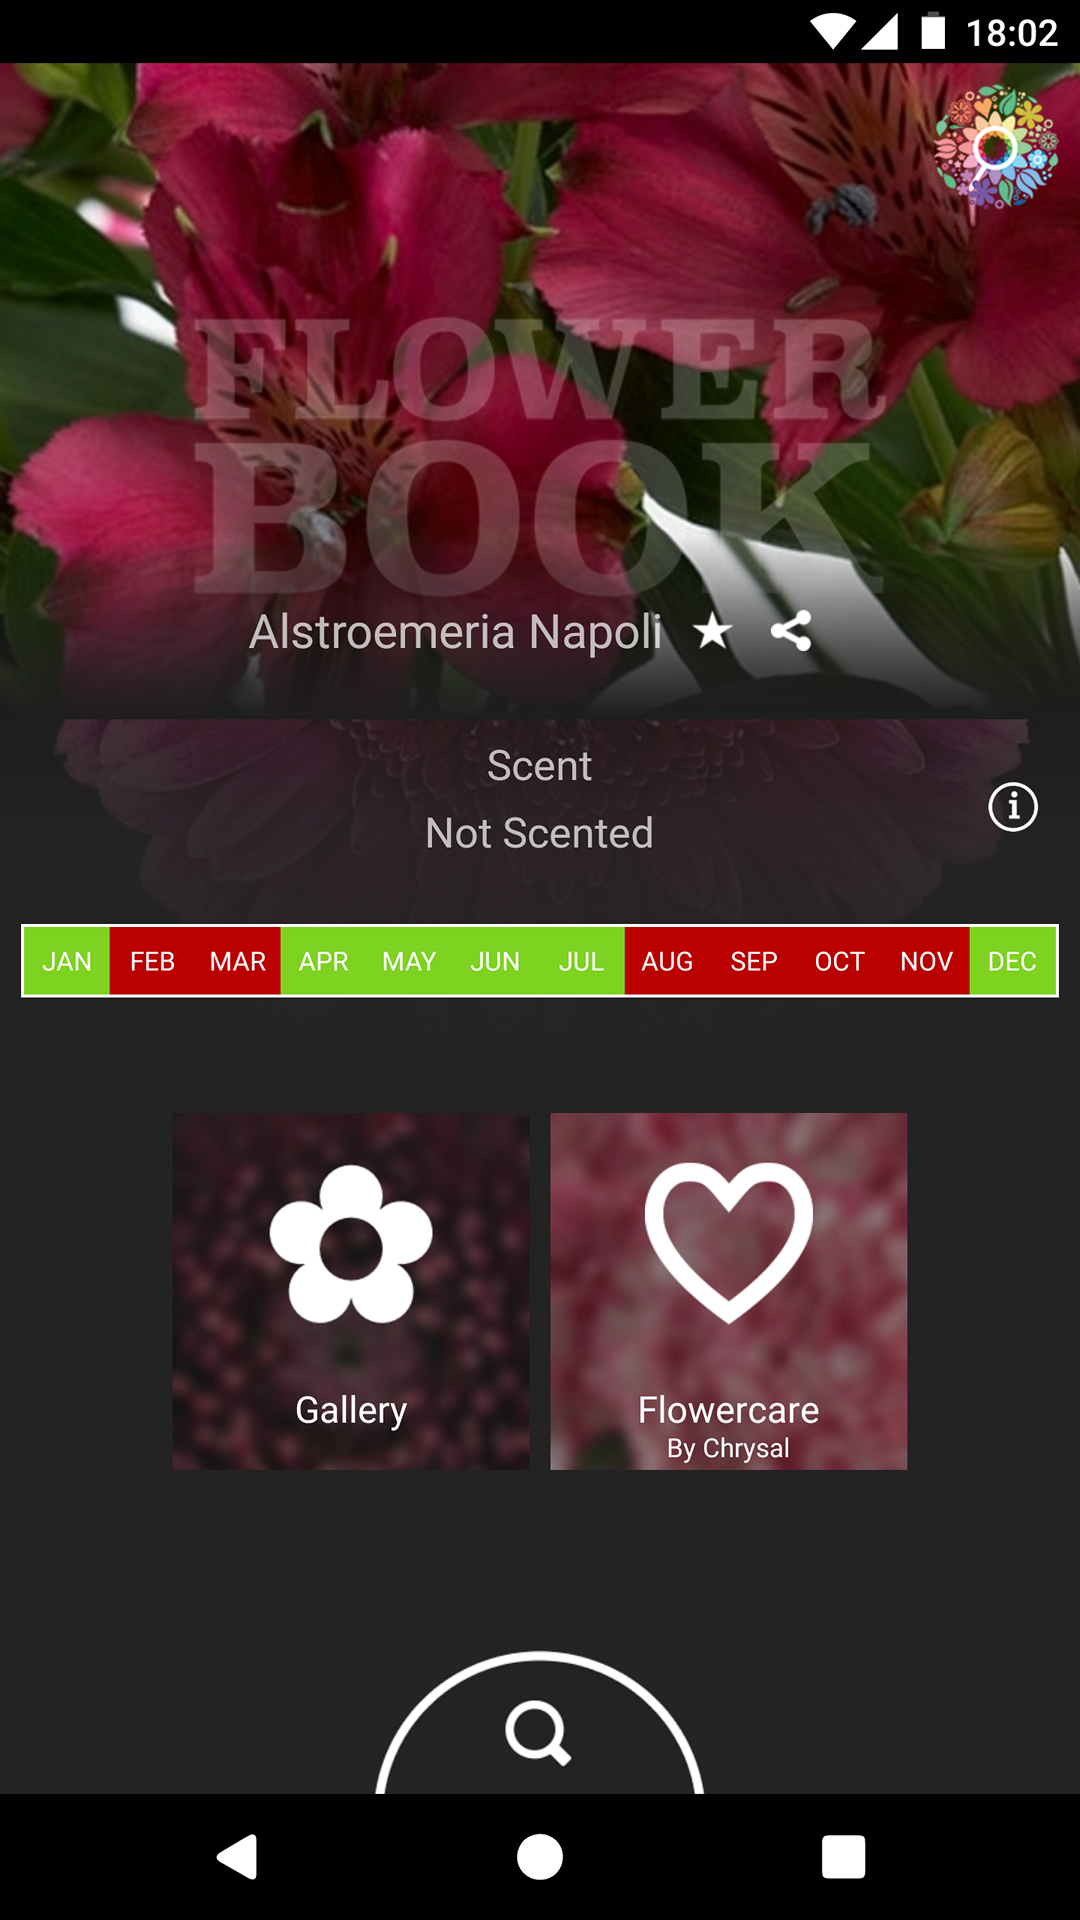 18:02
FLOWER
BOOK
Alstroemeria Napoli
Scent
Not Scented
JAN FEB MAR APR MAY JUN JUL AUG SEP OCT NOV DEC
Gallery
Flowercare
By Chrysal